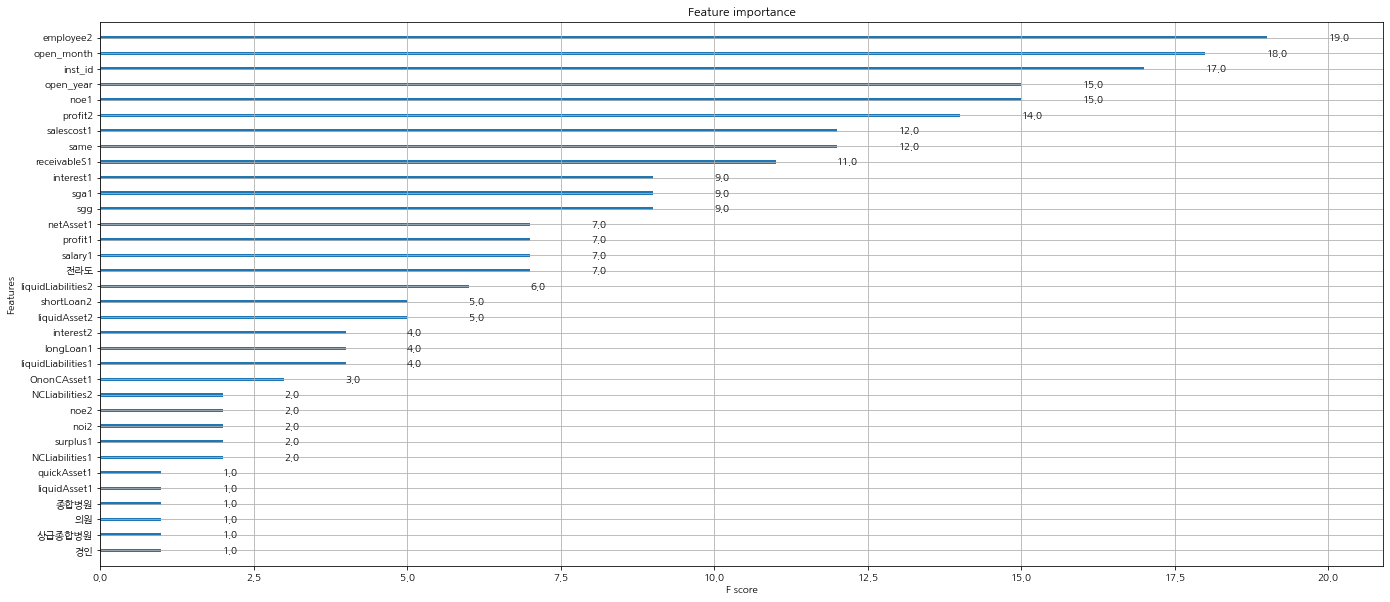 Feature importance
employee2 19.0
open_month 18.0
inst_id 17.0
open_year 15.0
noe1 15.0
profit2 14.0
salescost1 12.0
same 12.0
receivableS1 11.0
interest1 9.0
sga1 9.0
sgg 9.0
netAsset1 7.0
profit1 7.0
salary1 7.0
전라도 7.0
liquidLiabilities2 6.0
shortLoan2 5.0
liquidAsset2 5.0
interest2 4.0
longLoan1 4.0
liquidLiabilities1 4.0
OnonCAsset1 3.0
NCLiabilities2 2.0
noe2 2.0
noi2 2.0
surplus1 2.0
NCLiabilities1 2.0
quickAsset1 1.0
liquidAsset1 1.0
종합병원 1.0
의원 1.0
상급종합병원 1.0
경인 1.0
Features
0.0 2.5 5.0 7.5 10.0 12.5 15.0 17.5 20.0
F score